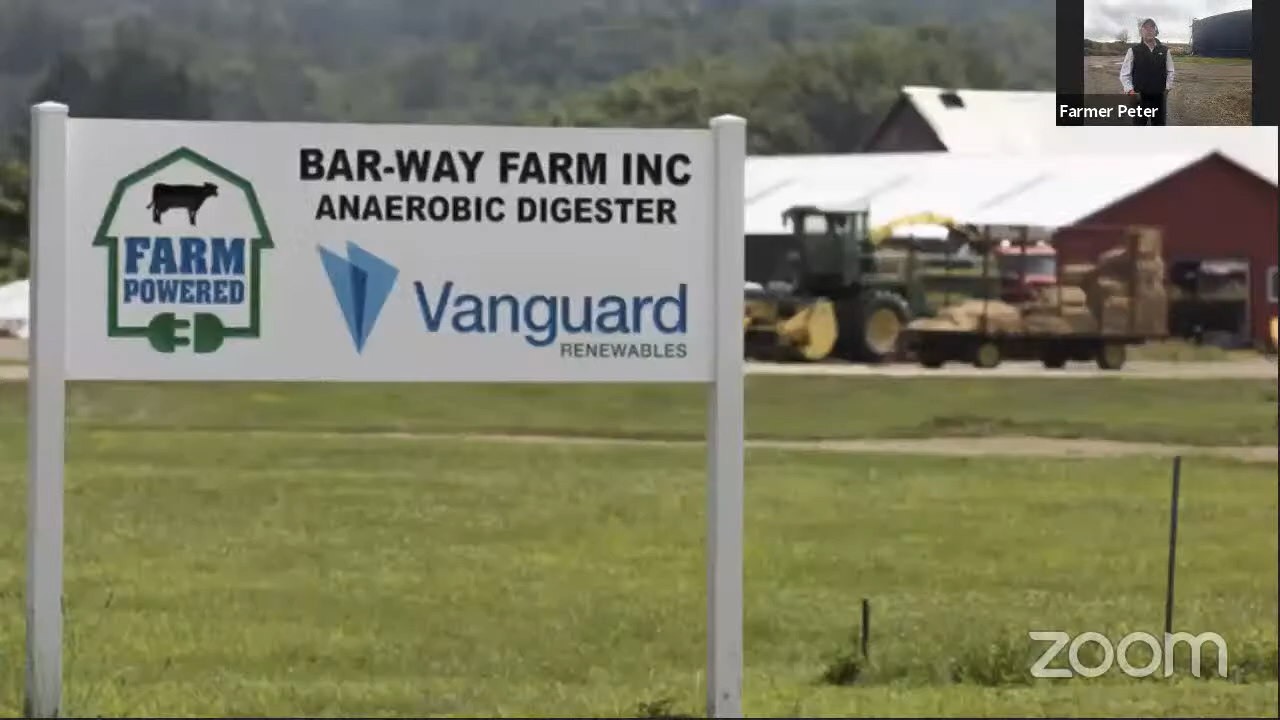 Farmer Peter
BAR-WAY FARM INC
ANAEROBIC DIGESTER
FARM
POWERED
Vanguard
RENEWABLES
zoom